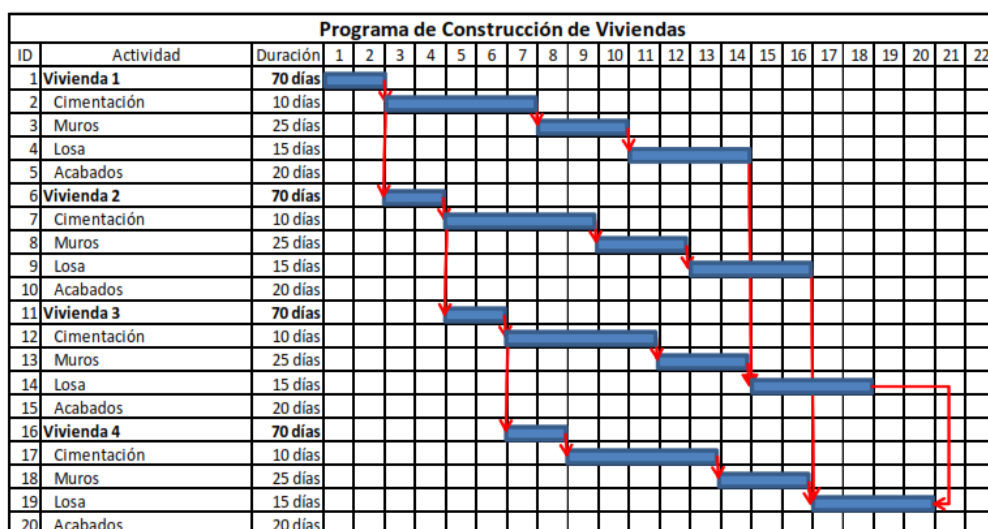 Programa de Construcción de Viviendas
ID Actividad Duración 1 2 3 4 5 6 7 8 9 10 11 12 13 14 15 16 17 18 19 20 21 22
1 Vivienda 1 70 días
2 Cimentación 10 días
3 Muros 25 días
4 Losa 15 días
5 Acabados 20 días
6 Vivienda 2 70 días
7 Cimentación 10 días
8 Muros 25 días
9 Losa 15 días
10 Acabados 20 días
11 Vivienda 3 70 días
12 Cimentación 10 días
13 Muros 25 días
14 Losa 15 días
15 Acabados 20 días
16 Vivienda 4 70 días
17 Cimentación 10 días
18 Muros 25 días
19 Losa 15 días
20 Acabados 20 días